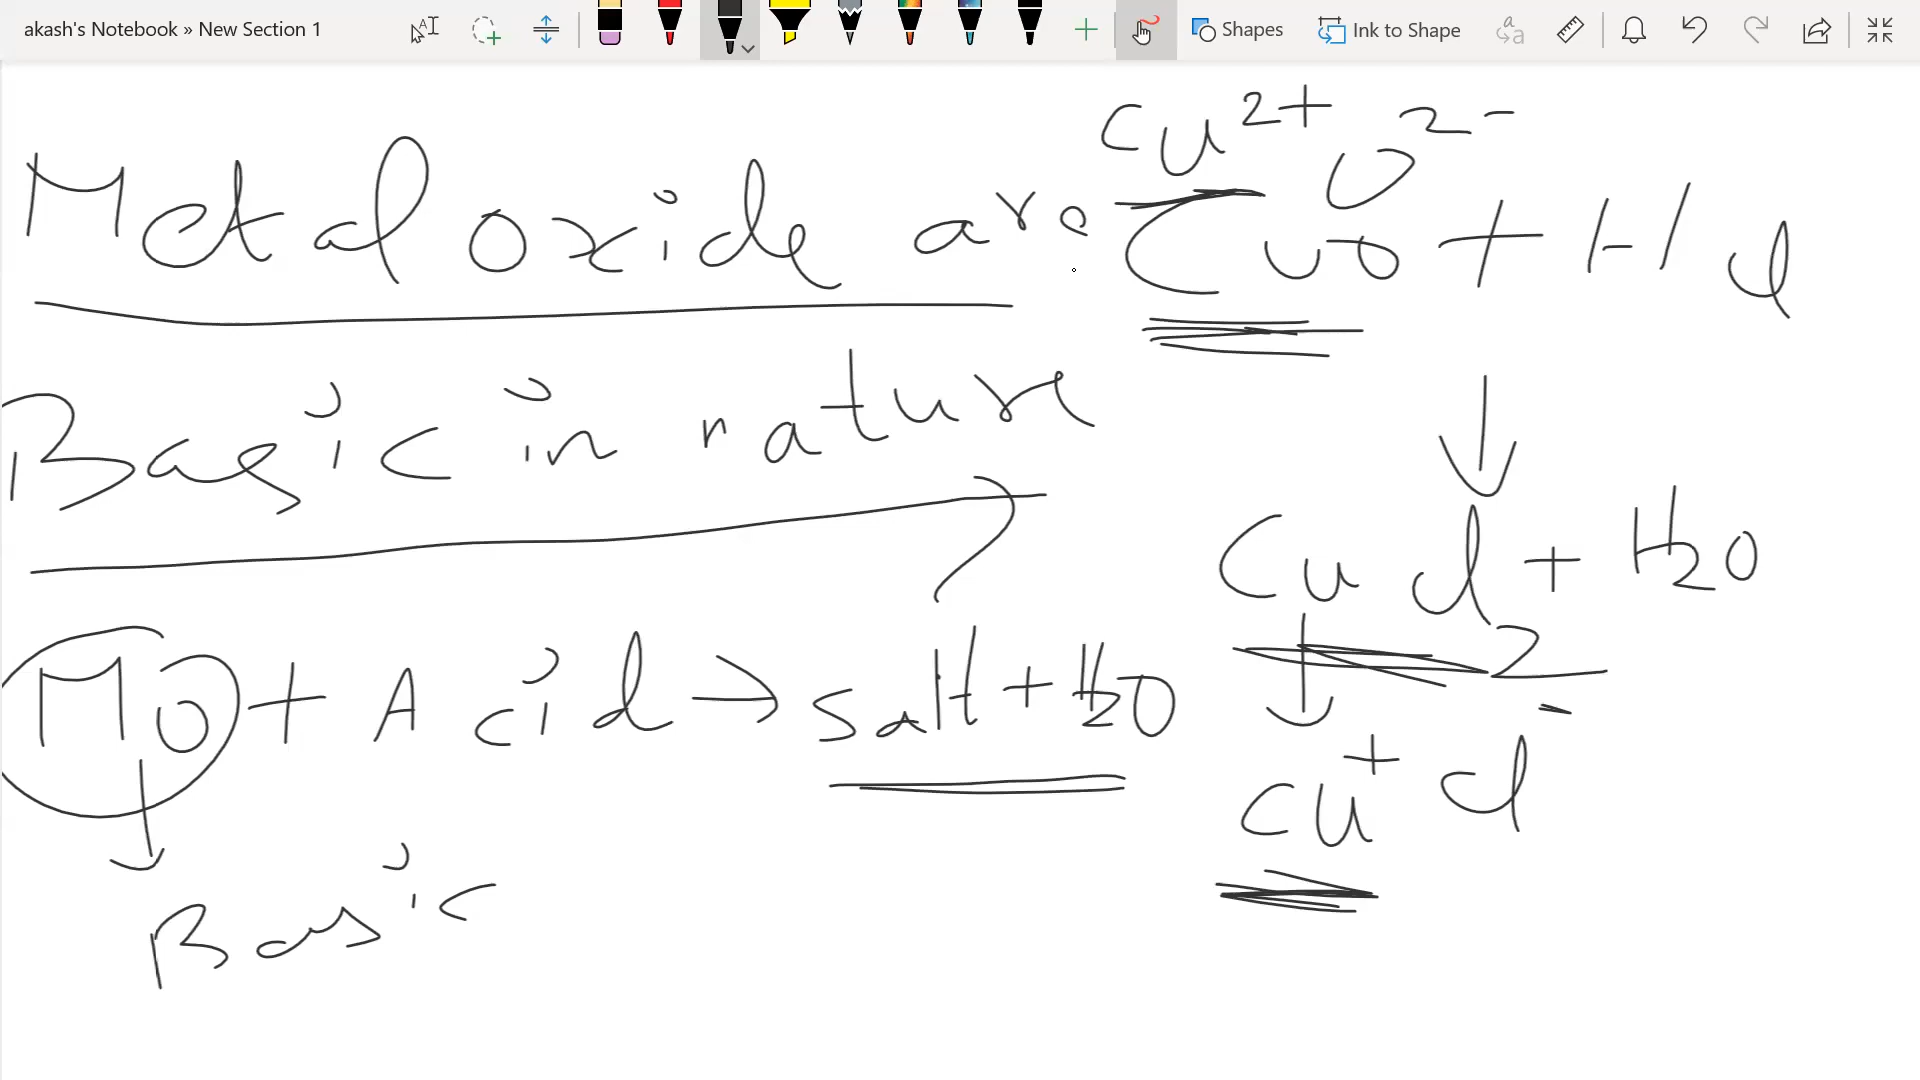 akash's Notebook » New Section 1
Shapes
Ink to Shape
Metal oxide are
Basic in nature
MO + Acid → Salt + H2O
Basic
Cu2+ O2-
CuO + HCl
↓
CuCl2 + H2O
↓
Cu+ Cl-